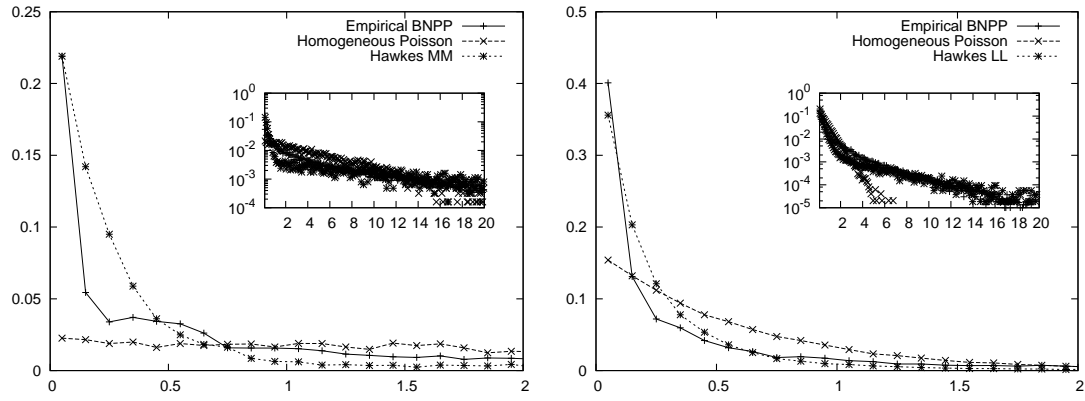 0.25
0.2
0.15
0.1
0.05
0
0 0.5 1 1.5 2
Empirical BNPP
Homogeneous Poisson
Hawkes MM
10^0
10^-1
10^-2
10^-3
10^-4
2 4 6 8 10 12 14 16 18 20
0.5
0.4
0.3
0.2
0.1
0
0 0.5 1 1.5 2
Empirical BNPP
Homogeneous Poisson
Hawkes LL
10^0
10^-1
10^-2
10^-3
10^-4
10^-5
2 4 6 8 10 12 14 16 18 20